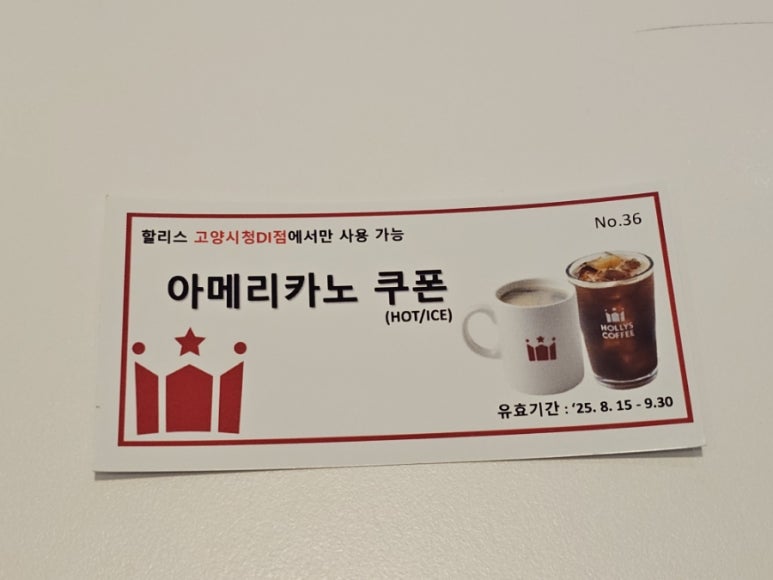 할리스 고양시청DI점에서만 사용 가능
No.36
아메리카노 쿠폰
(HOT/ICE)
HOLLYS
COFFEE
유효기간 : ‘25. 8. 15 - 9.30